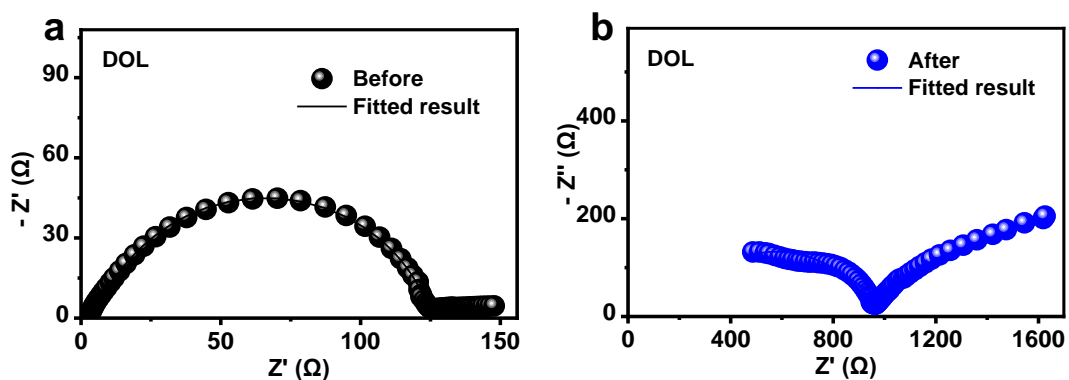 a
DOL
Before
Fitted result
90
60
30
0
- Z' (Ω)
0
50
100
150
Z' (Ω)
b
DOL
After
Fitted result
400
200
0
- Z'' (Ω)
0
400
800
1200
1600
Z' (Ω)